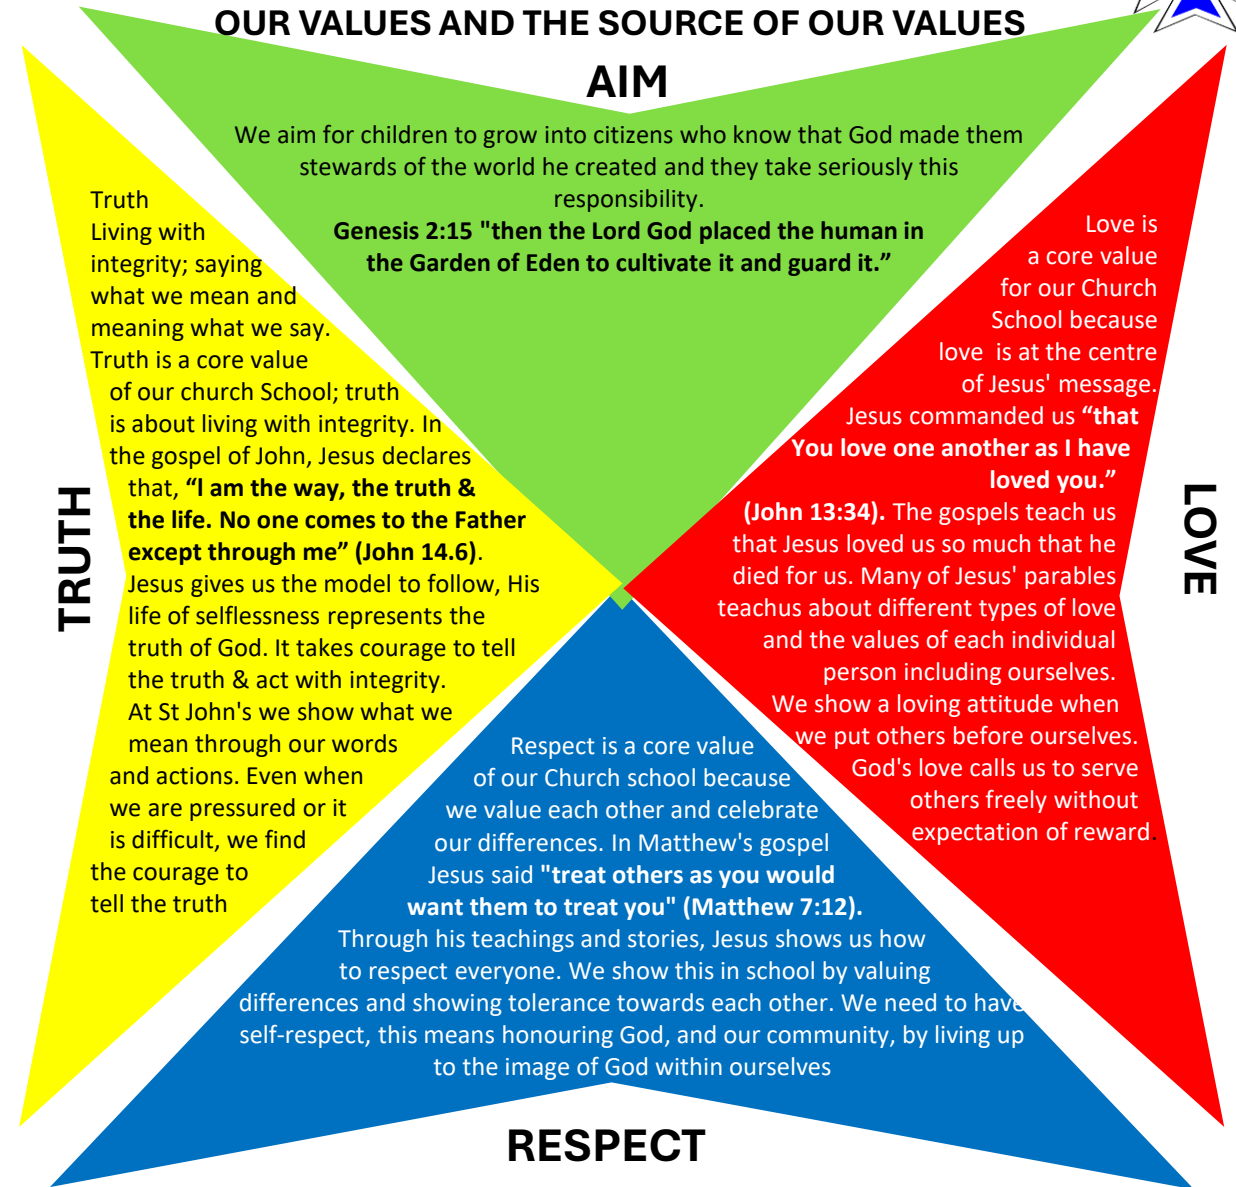 OUR VALUES AND THE SOURCE OF OUR VALUES
AIM
We aim for children to grow into citizens who know that God made them
stewards of the world he created and they take seriously this
responsibility.
Genesis 2:15 "then the Lord God placed the human in
the Garden of Eden to cultivate it and guard it.”
TRUTH
Truth
Living with
integrity; saying
what we mean and
meaning what we say.
Truth is a core value
of our church School; truth
is about living with integrity. In
the gospel of John, Jesus declares
that, “I am the way, the truth &
the life. No one comes to the Father
except through me” (John 14.6).
Jesus gives us the model to follow, His
life of selflessness represents the
truth of God. It takes courage to tell
the truth & act with integrity.
At St John's we show what we
mean through our words
and actions. Even when
we are pressured or it
is difficult, we find
the courage to
tell the truth
Love is
a core value
for our Church
School because
love is at the centre
of Jesus' message.
Jesus commanded us “that
You love one another as I have
loved you.”
(John 13:34). The gospels teach us
that Jesus loved us so much that he
died for us. Many of Jesus' parables
teachus about different types of love
and the values of each individual
person including ourselves.
We show a loving attitude when
we put others before ourselves.
God's love calls us to serve
others freely without
expectation of reward.
LOVE
Respect is a core value
of our Church school because
we value each other and celebrate
our differences. In Matthew's gospel
Jesus said "treat others as you would
want them to treat you" (Matthew 7:12).
Through his teachings and stories, Jesus shows us how
to respect everyone. We show this in school by valuing
differences and showing tolerance towards each other. We need to have
self-respect, this means honouring God, and our community, by living up
to the image of God within ourselves
RESPECT